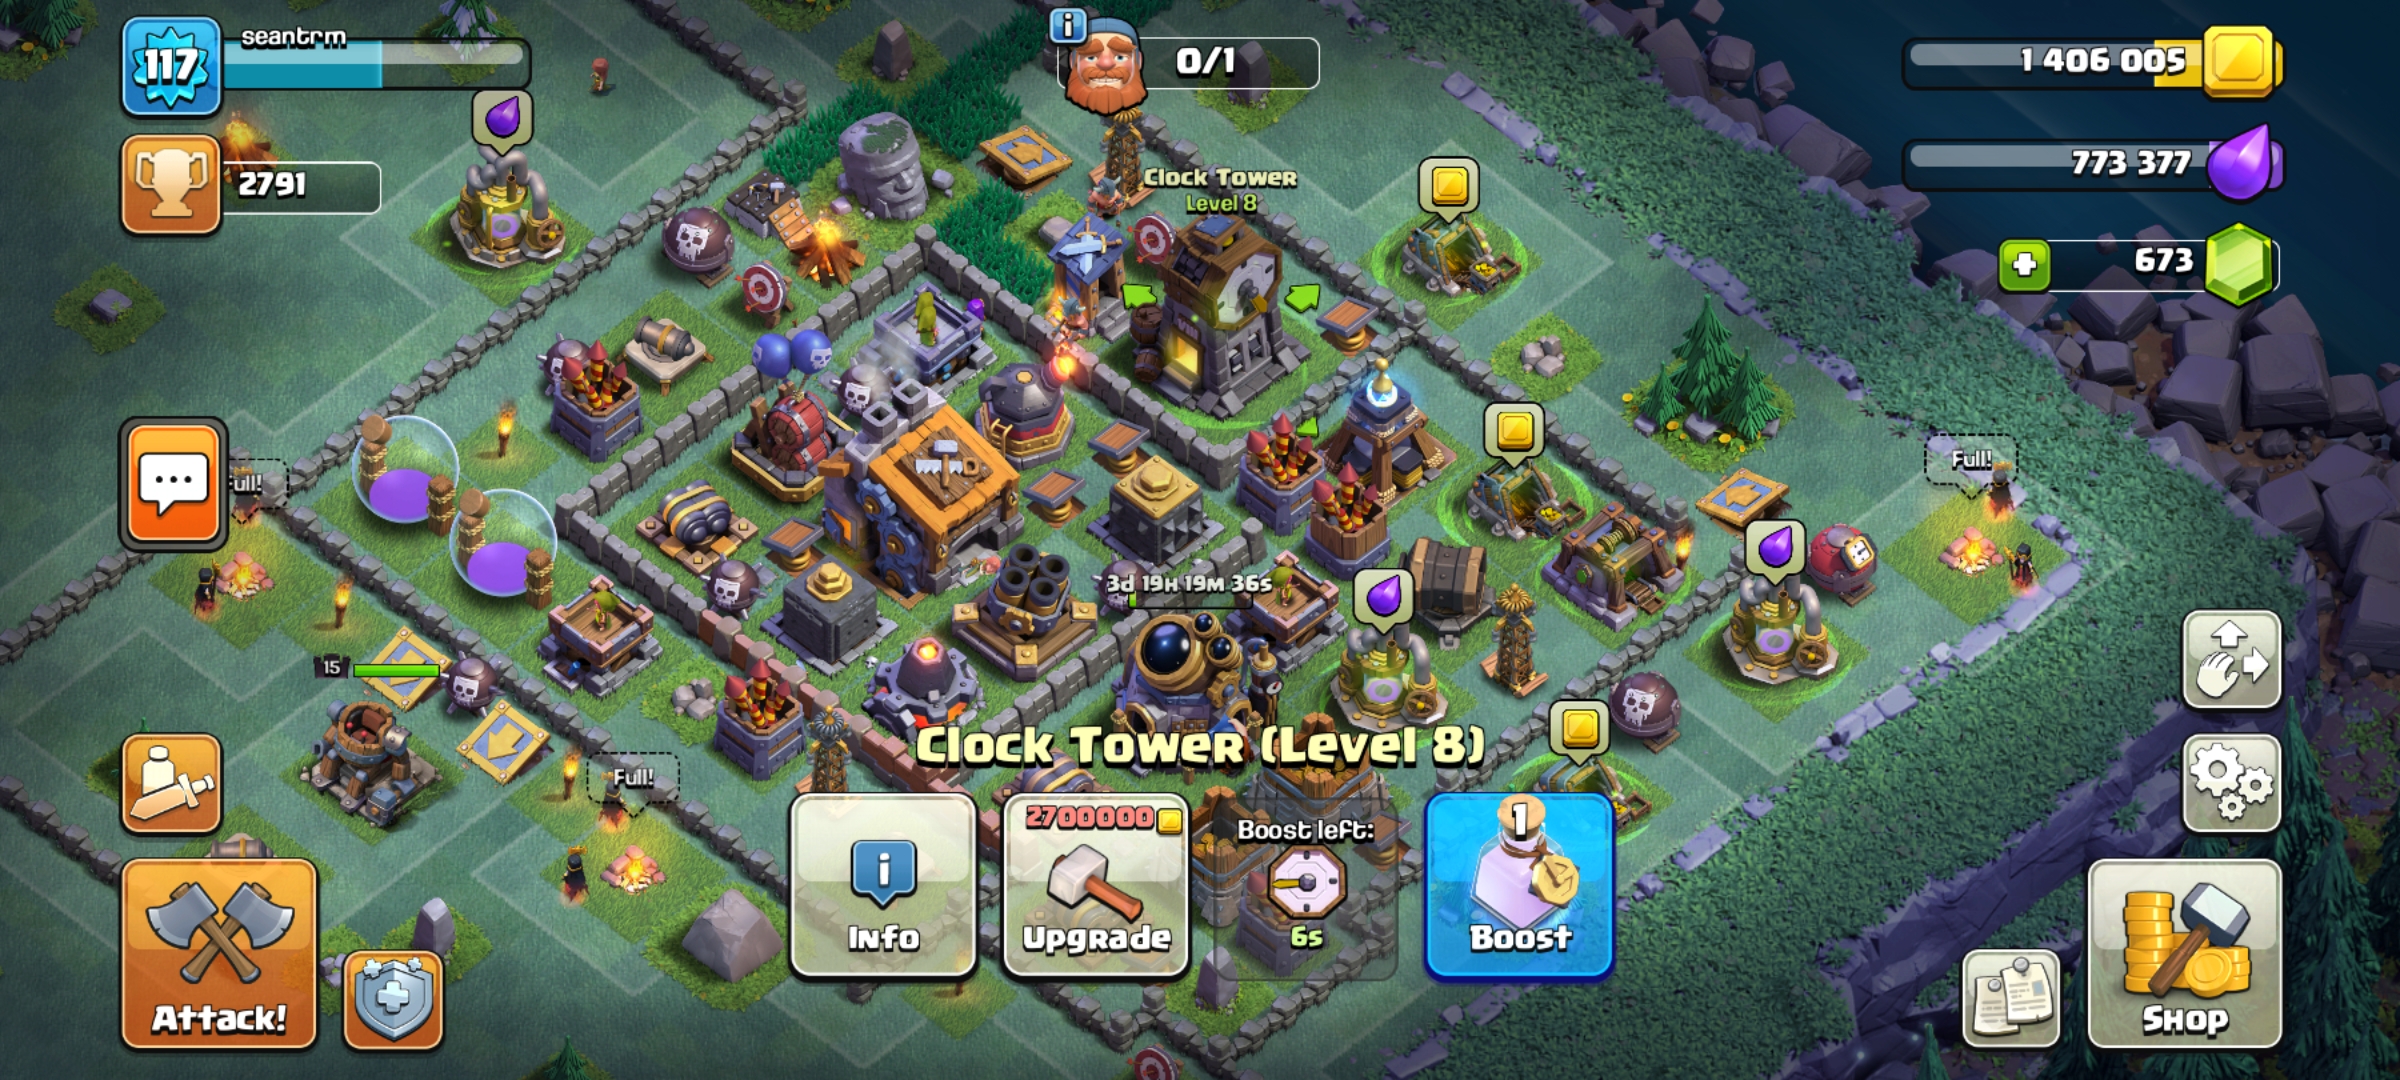 117
seantrm
0/1
1 406 005
2791
773 377
673
Clock Tower
Level 8
Full!
ull!
3d 19h 19m 36s
15
Full!
Clock Tower (Level 8)
Info
2700000
Upgrade
Boost left:
6s
1
Boost
Attack!
Shop